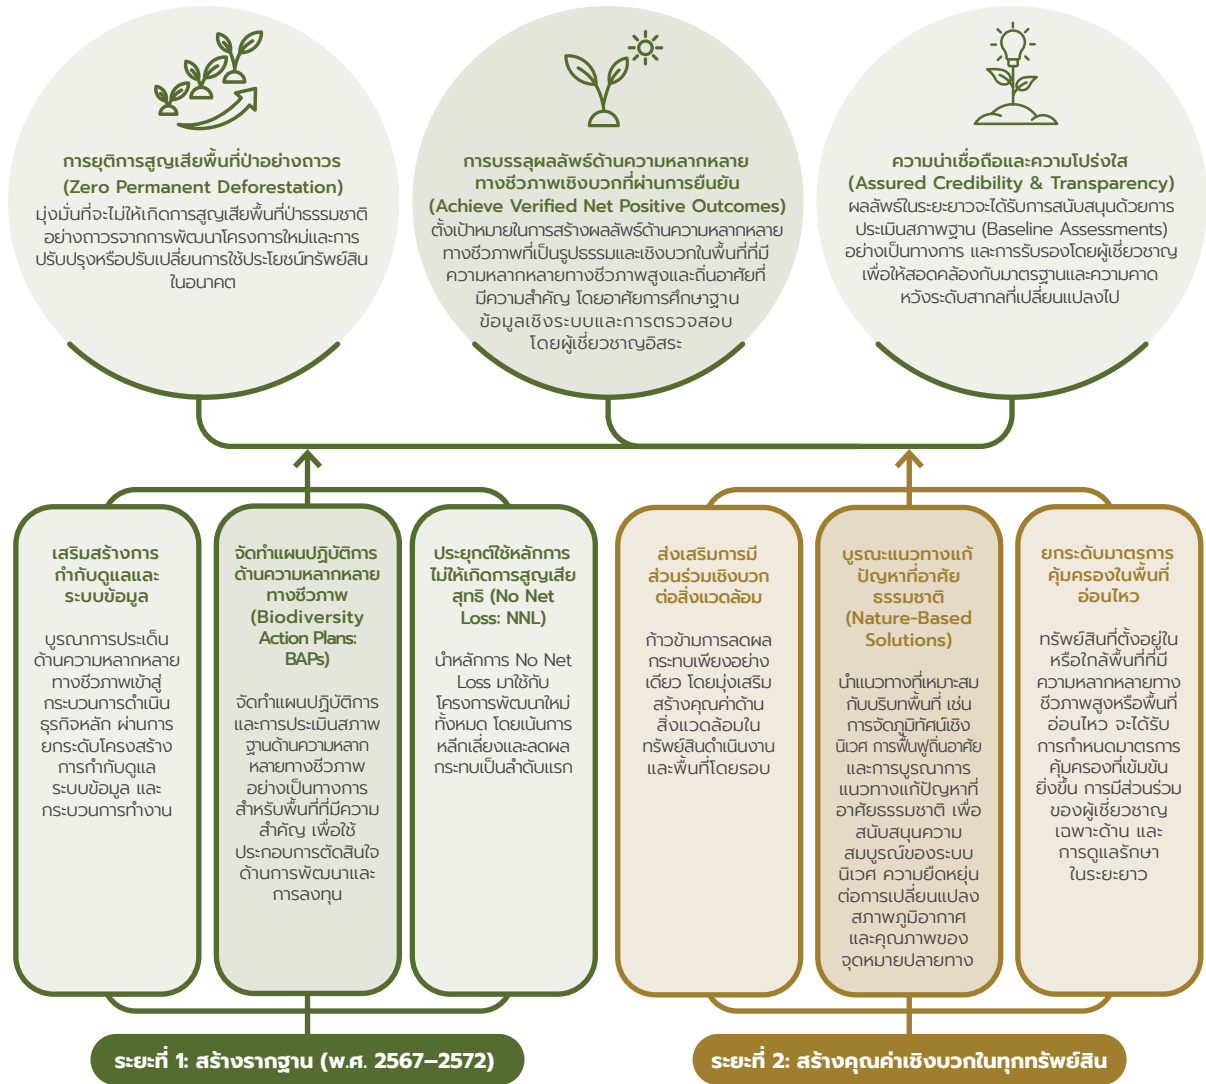 การยุติการสูญเสียพื้นที่ป่าอย่างถาวร
(Zero Permanent Deforestation)
มุ่งมั่นที่จะไม่ให้เกิดการสูญเสียพื้นที่ป่าธรรมชาติ
อย่างถาวรจากการพัฒนาโครงการใหม่และการ
ปรับปรุงหรือปรับเปลี่ยนการใช้ประโยชน์ทรัพย์สิน
ในอนาคต
การบรรลุผลลัพธ์ด้านความหลากหลาย
ทางชีวภาพเชิงบวกที่ผ่านการยืนยัน
(Achieve Verified Net Positive Outcomes)
ตั้งเป้าหมายในการสร้างผลลัพธ์ด้านความหลากหลาย
ทางชีวภาพที่เป็นรูปธรรมและเชิงบวกในพื้นที่ที่มี
ความหลากหลายทางชีวภาพสูงและถิ่นอาศัยที่
มีความสำคัญ โดยอาศัยการศึกษาฐาน
ข้อมูลเชิงระบบและการตรวจสอบ
โดยผู้เชี่ยวชาญอิสระ
ความน่าเชื่อถือและความโปร่งใส
(Assured Credibility & Transparency)
ผลลัพธ์ในระยะยาวจะได้รับการสนับสนุนด้วยการ
ประเมินสภาพฐาน (Baseline Assessments)
อย่างเป็นทางการ และการรับรองโดยผู้เชี่ยวชาญ
เพื่อให้สอดคล้องกับมาตรฐานและความคาด
หวังระดับสากลที่เปลี่ยนแปลงไป
เสริมสร้างการ
กำกับดูแลและ
ระบบข้อมูล
บูรณาการประเด็น
ด้านความหลากหลาย
ทางชีวภาพเข้าสู่
กระบวนการดำเนิน
ธุรกิจหลัก ผ่านการ
ยกระดับโครงสร้าง
การกำกับดูแล
ระบบข้อมูล และ
กระบวนการทำงาน
จัดทำแผนปฏิบัติการ
ด้านความหลากหลาย
ทางชีวภาพ
(Biodiversity
Action Plans:
BAPs)
จัดทำแผนปฏิบัติการ
และการประเมินสภาพ
ฐานด้านความหลาก
หลายทางชีวภาพ
อย่างเป็นทางการ
สำหรับพื้นที่ที่มีความ
สำคัญ เพื่อใช้
ประกอบการตัดสินใจ
ด้านการพัฒนาและ
การลงทุน
ประยุกต์ใช้หลักการ
ไม่ให้เกิดการสูญเสีย
สุทธิ (No Net
Loss: NNL)
นำหลักการ No Net
Loss มาใช้กับ
โครงการพัฒนาใหม่
ทั้งหมด โดยเน้นการ
หลีกเลี่ยงและลดผล
กระทบเป็นลำดับแรก
ส่งเสริมการมี
ส่วนร่วมเชิงบวก
ต่อสิ่งแวดล้อม
ก้าวข้ามการลดผล
กระทบเพียงอย่าง
เดียว โดยมุ่งเสริม
สร้างคุณค่าด้าน
สิ่งแวดล้อมใน
ทรัพย์สินดำเนินงาน
และพื้นที่โดยรอบ
บูรณะแนวทางแก้
ปัญหาที่อาศัย
ธรรมชาติ
(Nature-Based
Solutions)
นำแนวทางที่เหมาะสม
กับบริบทพื้นที่ เช่น
การจัดภูมิทัศน์เชิง
นิเวศ การฟื้นฟูถิ่นอาศัย
และการบูรณาการ
แนวทางแก้ปัญหาที่
อาศัยธรรมชาติ เพื่อ
สนับสนุนความ
สมบูรณ์ของระบบ
นิเวศ ความยืดหยุ่น
ต่อการเปลี่ยนแปลง
สภาพภูมิอากาศ
และคุณภาพของ
จุดหมายปลายทาง
ยกระดับมาตรการ
คุ้มครองในพื้นที่
อ่อนไหว
ทรัพย์สินที่ตั้งอยู่ใน
หรือใกล้พื้นที่ที่มี
ความหลากหลายทาง
ชีวภาพสูงหรือพื้นที่
อ่อนไหว จะได้รับ
การกำหนดมาตรการ
คุ้มครองที่เข้มข้น
ยิ่งขึ้น การมีส่วนร่วม
ของผู้เชี่ยวชาญ
เฉพาะด้าน และ
การดูแลรักษา
ในระยะยาว
ระยะที่ 1: สร้างรากฐาน (พ.ศ. 2567–2572)
ระยะที่ 2: สร้างคุณค่าเชิงบวกในทุกทรัพย์สิน